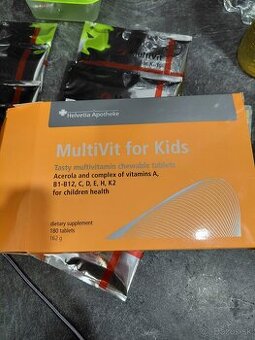 Helvetia Apotheke
MultiVit for Kids
Tasty multivitamin chewable tablets
Acerola and complex of vitamins A,
B1-B12, C, D, E, H, K2
for children health
dietary supplement
180 tablets
162 g